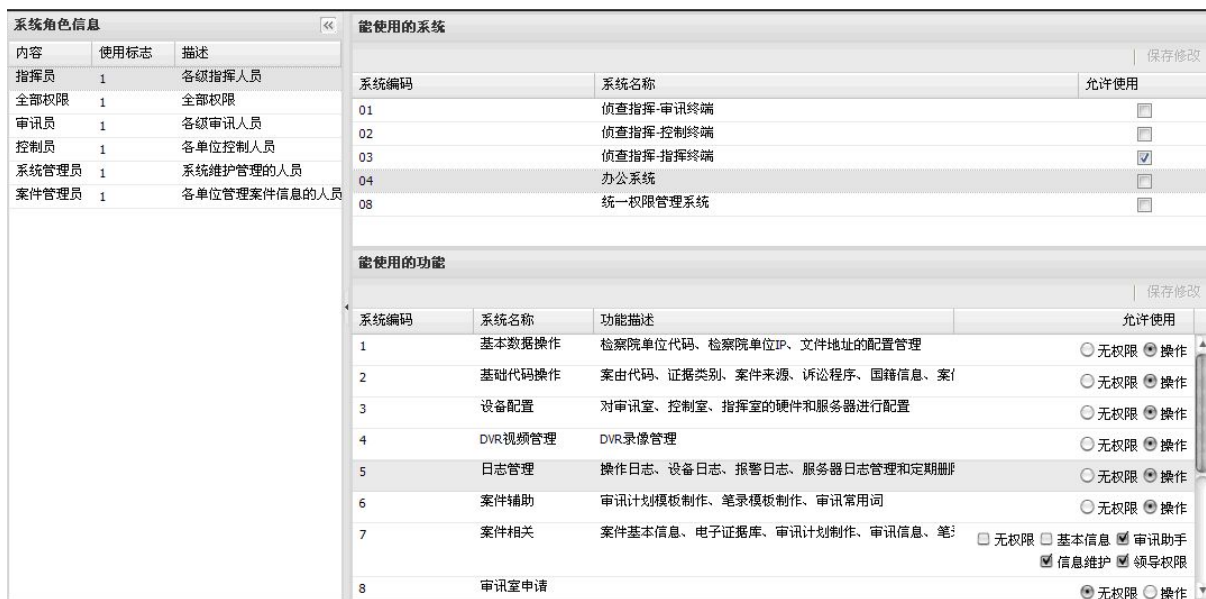 系统角色信息
内容 使用标志 描述
指挥员 1 各级指挥人员
全部权限 1 全部权限
审讯员 1 各级审讯人员
控制员 1 各单位控制人员
系统管理员 1 系统维护管理的人员
案件管理员 1 各单位管理案件信息的人员
能使用的系统
保存修改
系统编码 系统名称 允许使用
01 侦查指挥-审讯终端
02 侦查指挥-控制终端
03 侦查指挥-指挥终端
04 办公系统
08 统一权限管理系统
能使用的功能
保存修改
系统编码 系统名称 功能描述 允许使用
1 基本数据操作 检察院单位代码、检察院单位IP、文件地址的配置管理 无权限 操作
2 基础代码操作 案由代码、证据类别、案件来源、诉讼程序、国籍信息、 无权限 操作
3 设备配置 对审讯室、控制室、指挥室的硬件和服务器进行配置 无权限 操作
4 DVR视频管理 DVR录像管理 无权限 操作
5 日志管理 操作日志、设备日志、报警日志、服务器日志管理和定期 无权限 操作
6 案件辅助 审讯计划模板制作、笔录模板制作、审讯常用词 无权限 操作
7 案件相关 案件基本信息、电子证据库、审讯计划制作、审讯信息、 无权限 基本信息 审讯助手
信息维护 领导权限
8 审讯室申请 无权限 操作